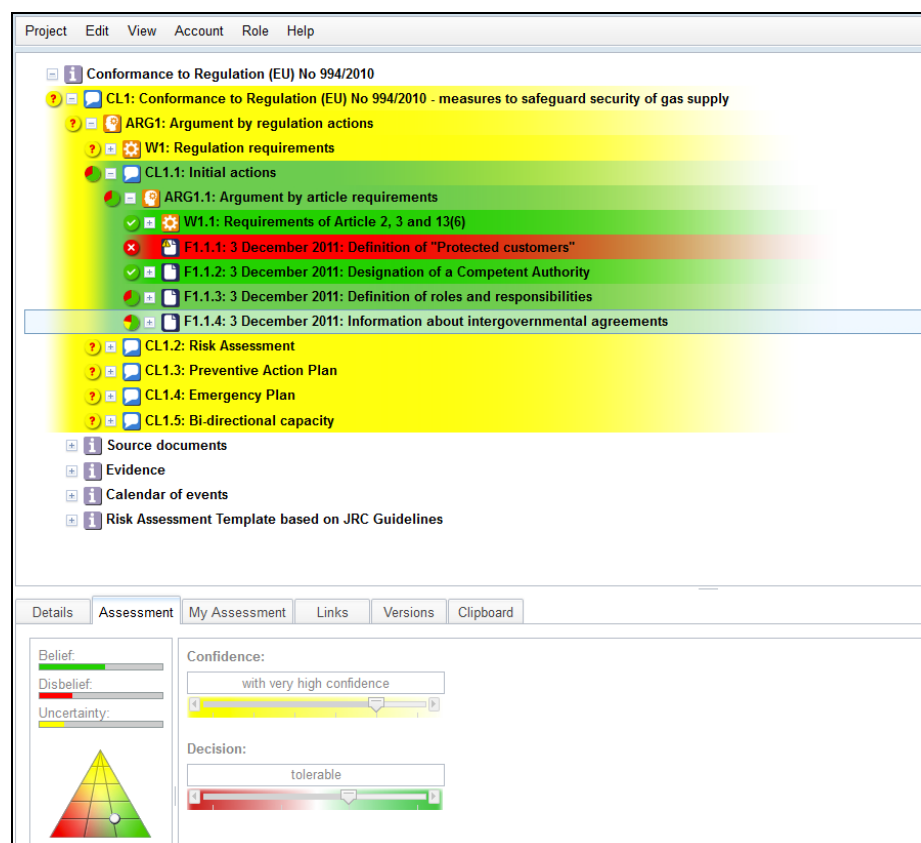 Project Edit View Account Role Help
Conformance to Regulation (EU) No 994/2010
CL1: Conformance to Regulation (EU) No 994/2010 - measures to safeguard security of gas supply
ARG1: Argument by regulation actions
W1: Regulation requirements
CL1.1: Initial actions
ARG1.1: Argument by article requirements
W1.1: Requirements of Article 2, 3 and 13(6)
F1.1.1: 3 December 2011: Definition of "Protected customers"
F1.1.2: 3 December 2011: Designation of a Competent Authority
F1.1.3: 3 December 2011: Definition of roles and responsibilities
F1.1.4: 3 December 2011: Information about intergovernmental agreements
CL1.2: Risk Assessment
CL1.3: Preventive Action Plan
CL1.4: Emergency Plan
CL1.5: Bi-directional capacity
Source documents
Evidence
Calendar of events
Risk Assessment Template based on JRC Guidelines
Details Assessment My Assessment Links Versions Clipboard
Belief:
Disbelief:
Uncertainty:
Confidence:
with very high confidence
Decision:
tolerable